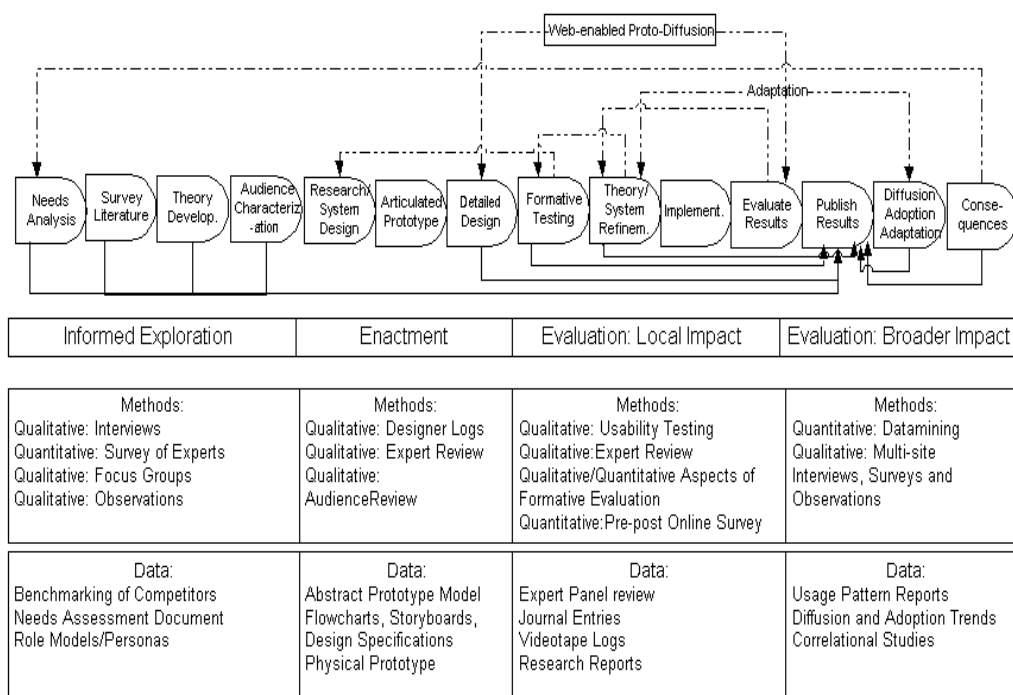 Web-enabled Proto-Diffusion
Adaptation
Needs
Analysis
Survey
Literature
Theory
Develop.
Audience
Characteriz
-ation
Research/
System
Design
Articulated
Prototype
Detailed
Design
Formative
Testing
Theory/
System
Refinem.
Implement.
Evaluate
Results
Publish
Results
Diffusion
Adoption
Adaptation
Conse-
quences
Informed Exploration
Enactment
Evaluation: Local Impact
Evaluation: Broader Impact
Methods:
Qualitative: Interviews
Quantitative: Survey of Experts
Qualitative: Focus Groups
Qualitative: Observations
Methods:
Qualitative: Designer Logs
Qualitative: Expert Review
Qualitative:
AudienceReview
Methods:
Qualitative: Usability Testing
Qualitative:Expert Review
Qualitative/Quantitative Aspects of
Formative Evaluation
Quantitative:Pre-post Online Survey
Methods:
Quantitative: Datamining
Qualitative: Multi-site
Interviews, Surveys and
Observations
Data:
Benchmarking of Competitors
Needs Assessment Document
Role Models/Personas
Data:
Abstract Prototype Model
Flowcharts, Storyboards,
Design Specifications
Physical Prototype
Data:
Expert Panel review
Journal Entries
Videotape Logs
Research Reports
Data:
Usage Pattern Reports
Diffusion and Adoption Trends
Correlational Studies